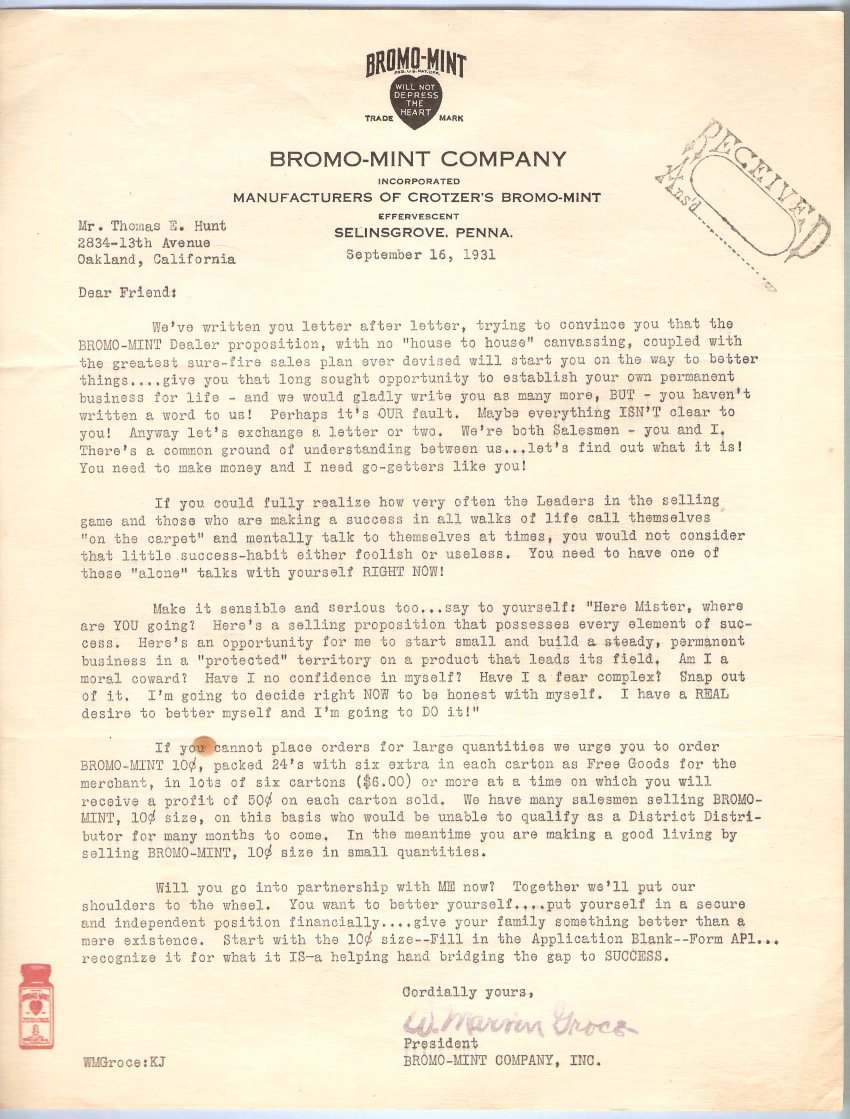 BROMO-MINT
REG. U.S. PAT. OFF.
WILL NOT
DEPRESS
THE
HEART
TRADE MARK
BROMO-MINT COMPANY
INCORPORATED
MANUFACTURERS OF CROTZER'S BROMO-MINT
EFFERVESCENT
SELINSGROVE, PENNA.
RECEIVED
Ans'd
Mr. Thomas E. Hunt
2834-13th Avenue
Oakland, California
September 16, 1931
Dear Friend:
We've written you letter after letter, trying to convince you that the
BROMO-MINT Dealer proposition, with no "house to house" canvassing, coupled with
the greatest sure-fire sales plan ever devised will start you on the way to better
things....give you that long sought opportunity to establish your own permanent
business for life - and we would gladly write you as many more, BUT - you haven't
written a word to us! Perhaps it's OUR fault. Maybe everything ISN'T clear to
you! Anyway let's exchange a letter or two. We're both Salesmen - you and I.
There's a common ground of understanding between us...let's find out what it is!
You need to make money and I need go-getters like you!
If you could fully realize how very often the Leaders in the selling
game and those who are making a success in all walks of life call themselves
"on the carpet" and mentally talk to themselves at times, you would not consider
that little success-habit either foolish or useless. You need to have one of
these "alone" talks with yourself RIGHT NOW!
Make it sensible and serious too...say to yourself: "Here Mister, where
are YOU going? Here's a selling proposition that possesses every element of suc-
cess. Here's an opportunity for me to start small and build a steady, permanent
business in a "protected" territory on a product that leads its field. Am I a
moral coward? Have I no confidence in myself? Have I a fear complex? Snap out
of it. I'm going to decide right NOW to be honest with myself. I have a REAL
desire to better myself and I'm going to DO it!"
If you cannot place orders for large quantities we urge you to order
BROMO-MINT 10¢, packed 24's with six extra in each carton as Free Goods for the
merchant, in lots of six cartons ($6.00) or more at a time on which you will
receive a profit of 50¢ on each carton sold. We have many salesmen selling BROMO-
MINT, 10¢ size, on this basis who would be unable to qualify as a District Distri-
butor for many months to come. In the meantime you are making a good living by
selling BROMO-MINT, 10¢ size in small quantities.
Will you go into partnership with ME now? Together we'll put our
shoulders to the wheel. You want to better yourself....put yourself in a secure
and independent position financially....give your family something better than a
mere existence. Start with the 10¢ size--Fill in the Application Blank--Form AP1...
recognize it for what it IS—a helping hand bridging the gap to SUCCESS.
Cordially yours,
W. Marvin Groce
President
BROMO-MINT COMPANY, INC.
WMGroce:KJ
BROMO-MINT